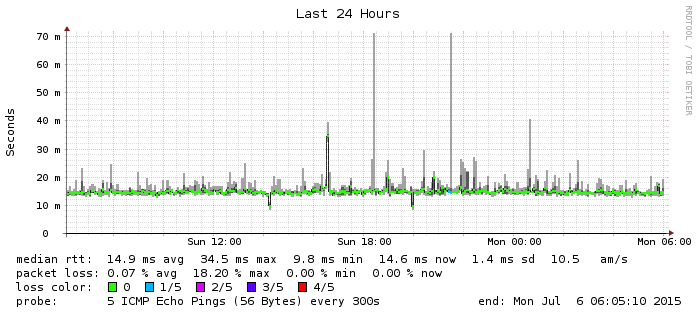 Last 24 Hours
RRDTOOL / TOBI OETIKER
Seconds
70 m
60 m
50 m
40 m
30 m
20 m
10 m
0
Sun 12:00 Sun 18:00 Mon 00:00 Mon 06:00
median rtt: 14.9 ms avg 34.5 ms max 9.8 ms min 14.6 ms now 1.4 ms sd 10.5 am/s
packet loss: 0.07 % avg 18.20 % max 0.00 % min 0.00 % now
loss color: 0 1/5 2/5 3/5 4/5
probe: 5 ICMP Echo Pings (56 Bytes) every 300s end: Mon Jul 6 06:05:10 2015